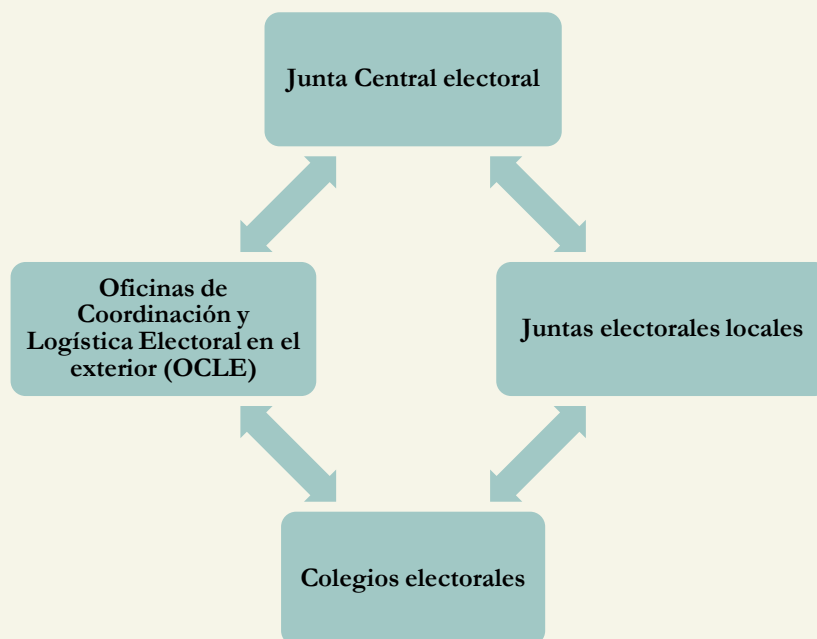 Junta Central electoral
Oficinas de
Coordinación y
Logística Electoral en el
exterior (OCLE)
Juntas electorales locales
Colegios electorales